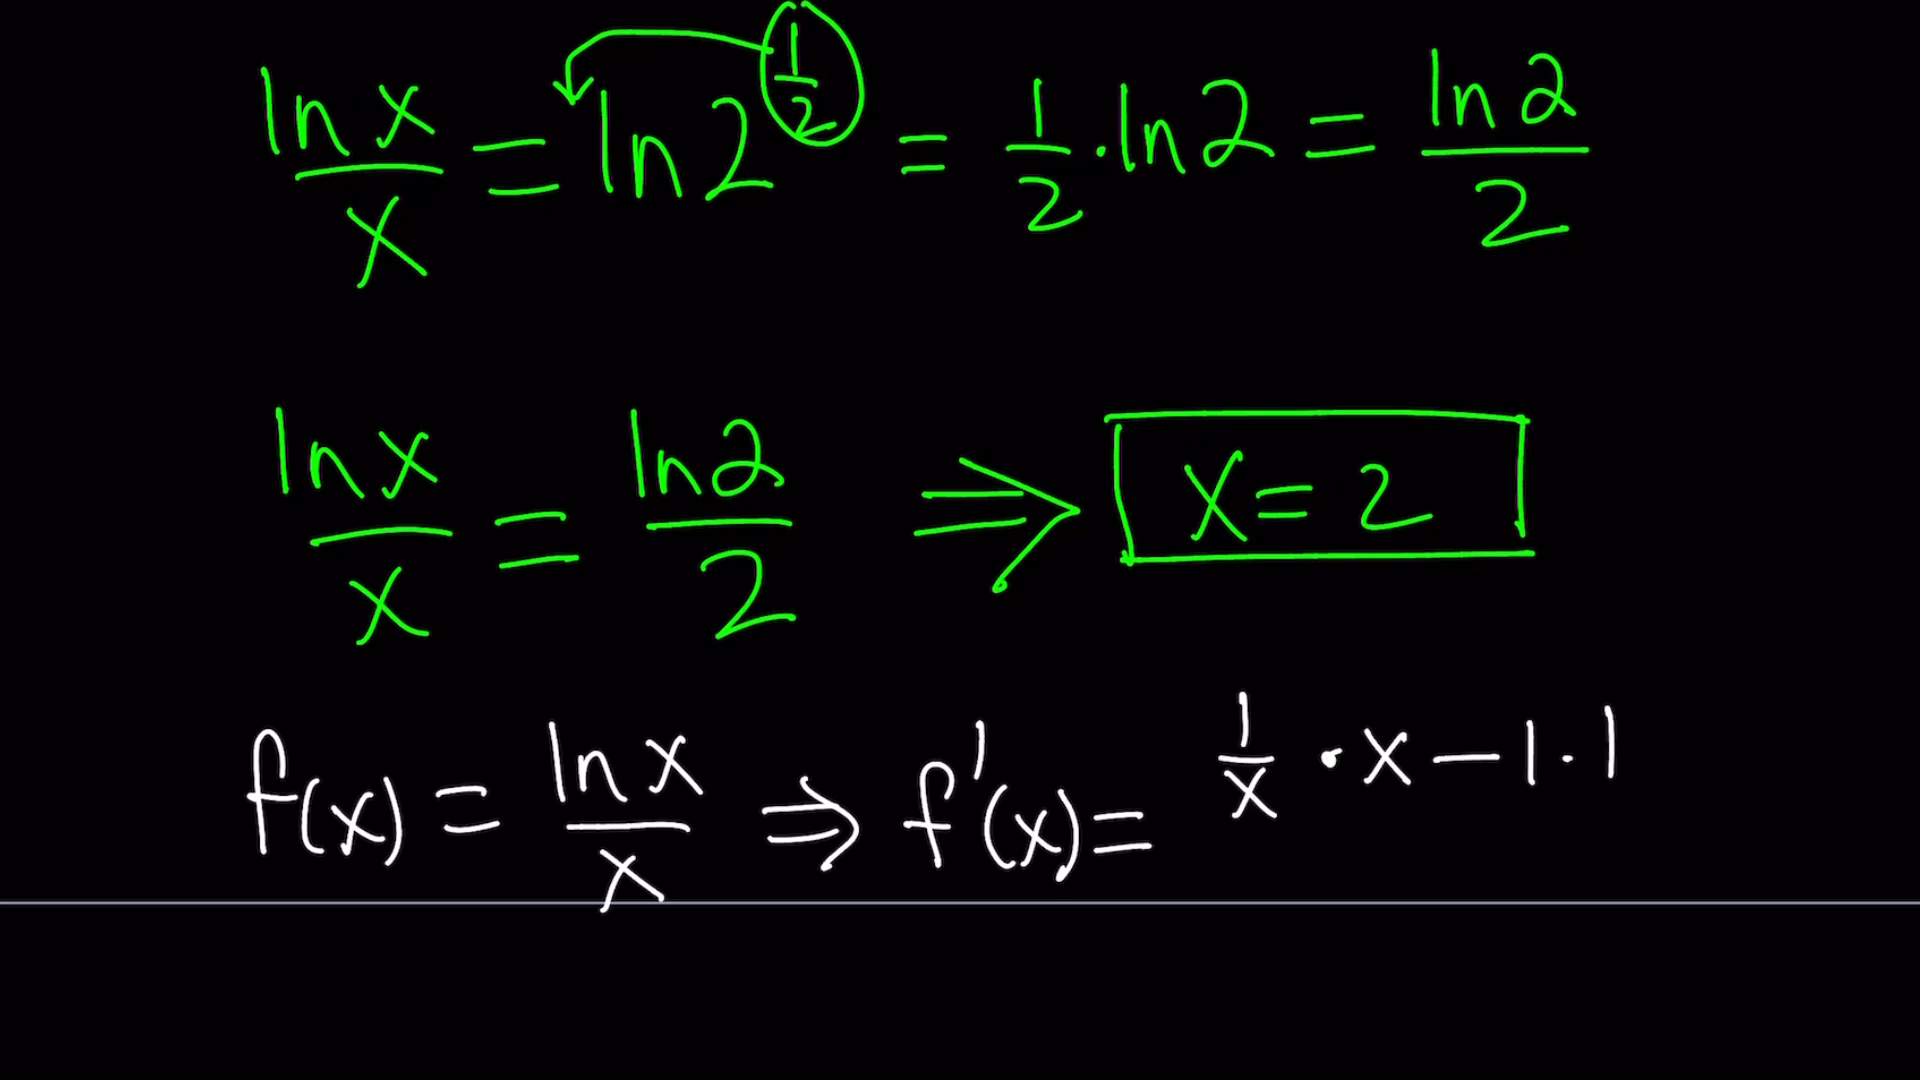 ln x / x = ln 2^(1/2) = 1/2 · ln 2 = ln 2 / 2
ln x / x = ln 2 / 2 ⇒ x = 2
f(x) = ln x / x ⇒ f'(x) = 1/x · x - 1 · 1